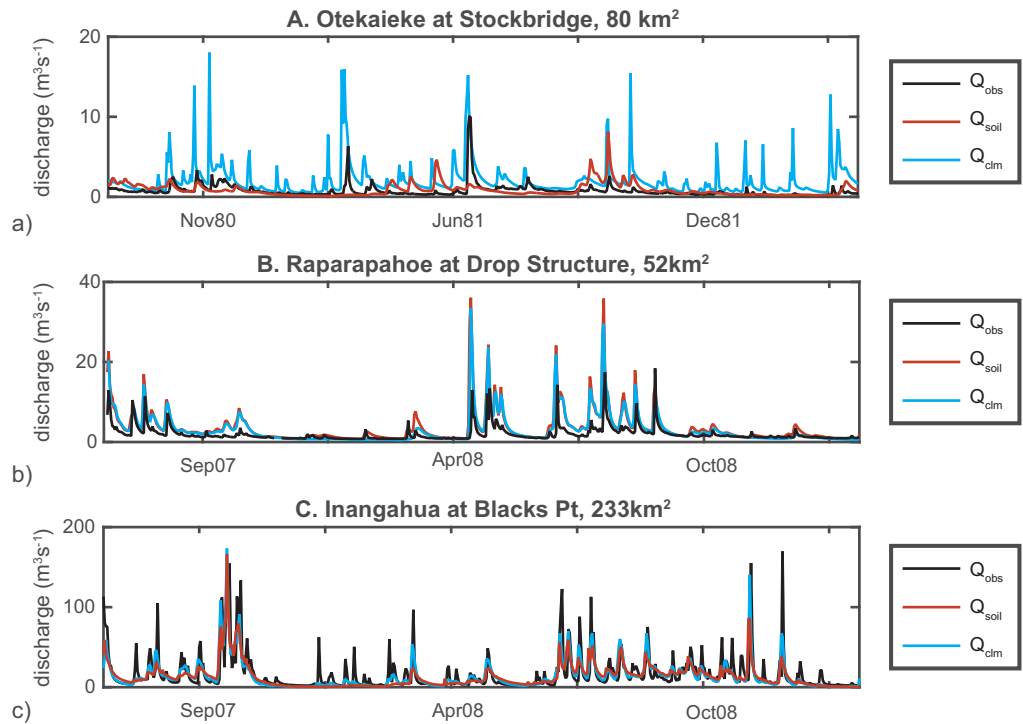 A. Otekaieke at Stockbridge, 80 km²
discharge (m³s⁻¹)
20
10
0
Nov80 Jun81 Dec81
a)
Q_obs
Q_soil
Q_clm
B. Raparapahoe at Drop Structure, 52km²
discharge (m³s⁻¹)
40
20
0
Sep07 Apr08 Oct08
b)
Q_obs
Q_soil
Q_clm
C. Inangahua at Blacks Pt, 233km²
discharge (m³s⁻¹)
200
100
0
Sep07 Apr08 Oct08
c)
Q_obs
Q_soil
Q_clm